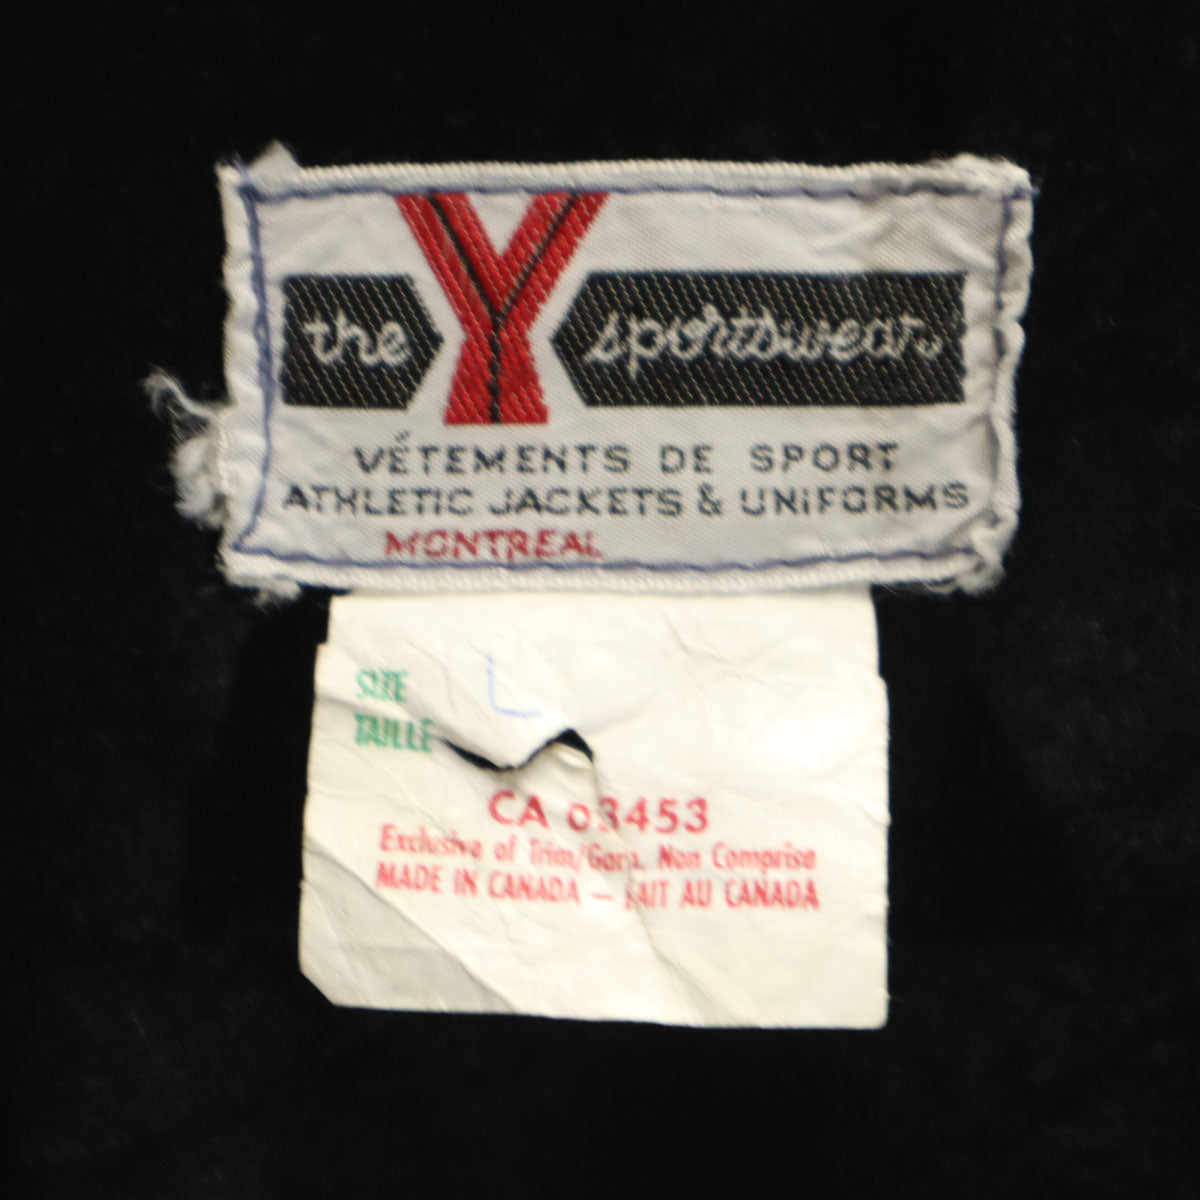 the Y sportswear
VÊTEMENTS DE SPORT
ATHLETIC JACKETS & UNIFORMS
MONTREAL
SIZE L
TAILLE
CA 03453
Exclusive of Trim/Garn. Non Comprise
MADE IN CANADA — FAIT AU CANADA